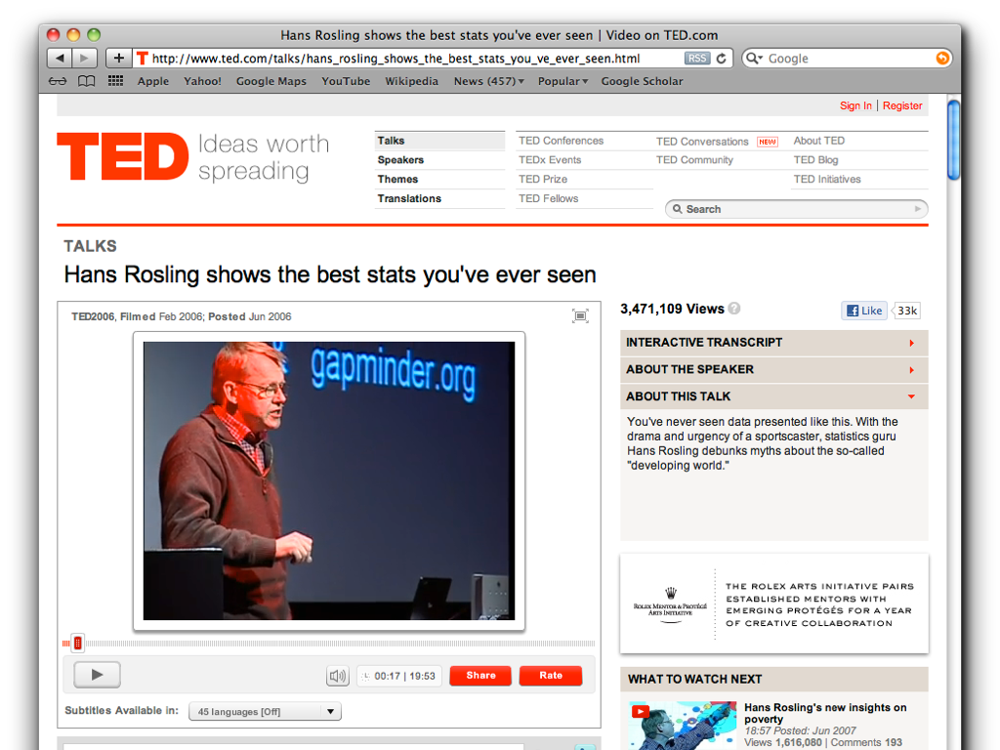 Hans Rosling shows the best stats you've ever seen | Video on TED.com
http://www.ted.com/talks/hans_rosling_shows_the_best_stats_you_ve_ever_seen.html
RSS
Google
Apple Yahoo! Google Maps YouTube Wikipedia News (457) Popular Google Scholar
Sign In | Register
TED Ideas worth spreading
Talks
Speakers
Themes
Translations
TED Conferences
TEDx Events
TED Prize
TED Fellows
TED Conversations NEW
TED Community
About TED
TED Blog
TED Initiatives
Search
TALKS
Hans Rosling shows the best stats you've ever seen
TED2006, Filmed Feb 2006; Posted Jun 2006
gapminder.org
00:17 | 19:53
Share
Rate
Subtitles Available in: 45 languages [Off]
3,471,109 Views ?
Like 33k
INTERACTIVE TRANSCRIPT
ABOUT THE SPEAKER
ABOUT THIS TALK
You've never seen data presented like this. With the
drama and urgency of a sportscaster, statistics guru
Hans Rosling debunks myths about the so-called
"developing world."
ROLEX MENTOR & PROTÉGÉ
ARTS INITIATIVE
THE ROLEX ARTS INITIATIVE PAIRS
ESTABLISHED MENTORS WITH
EMERGING PROTÉGÉS FOR A YEAR
OF CREATIVE COLLABORATION
WHAT TO WATCH NEXT
Hans Rosling's new insights on
poverty
18:57 Posted: Jun 2007
Views 1,616,080 | Comments 193